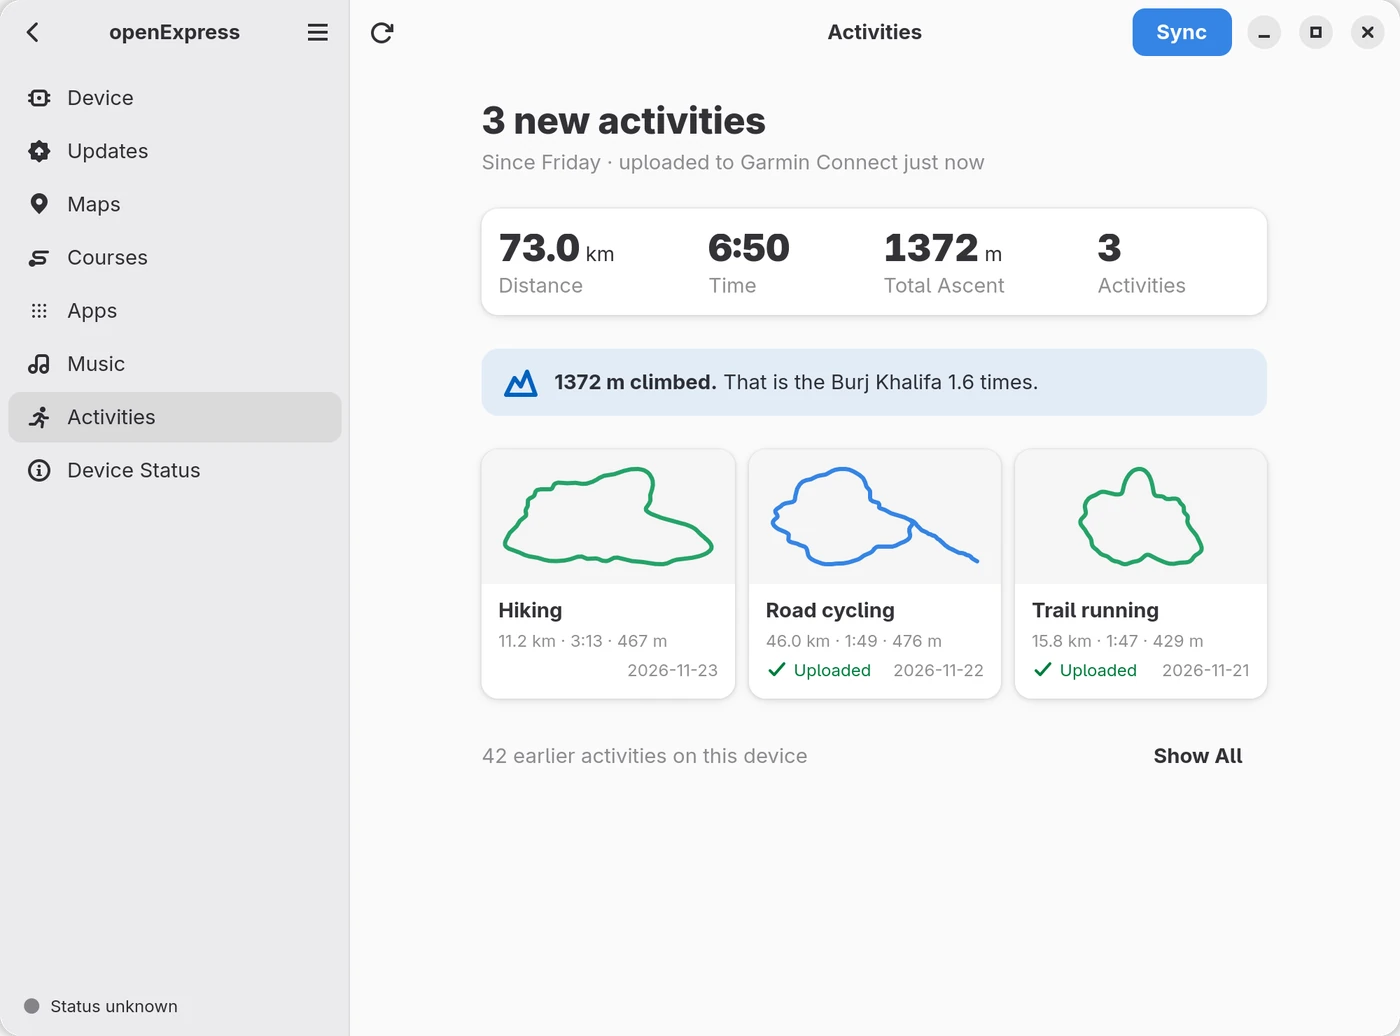 openExpress
Device
Updates
Maps
Courses
Apps
Music
Activities
Device Status
Status unknown
Activities
Sync
3 new activities
Since Friday · uploaded to Garmin Connect just now
73.0 km
Distance
6:50
Time
1372 m
Total Ascent
3
Activities
1372 m climbed. That is the Burj Khalifa 1.6 times.
Hiking
11.2 km · 3:13 · 467 m
2026-11-23
Road cycling
46.0 km · 1:49 · 476 m
Uploaded 2026-11-22
Trail running
15.8 km · 1:47 · 429 m
Uploaded 2026-11-21
42 earlier activities on this device
Show All